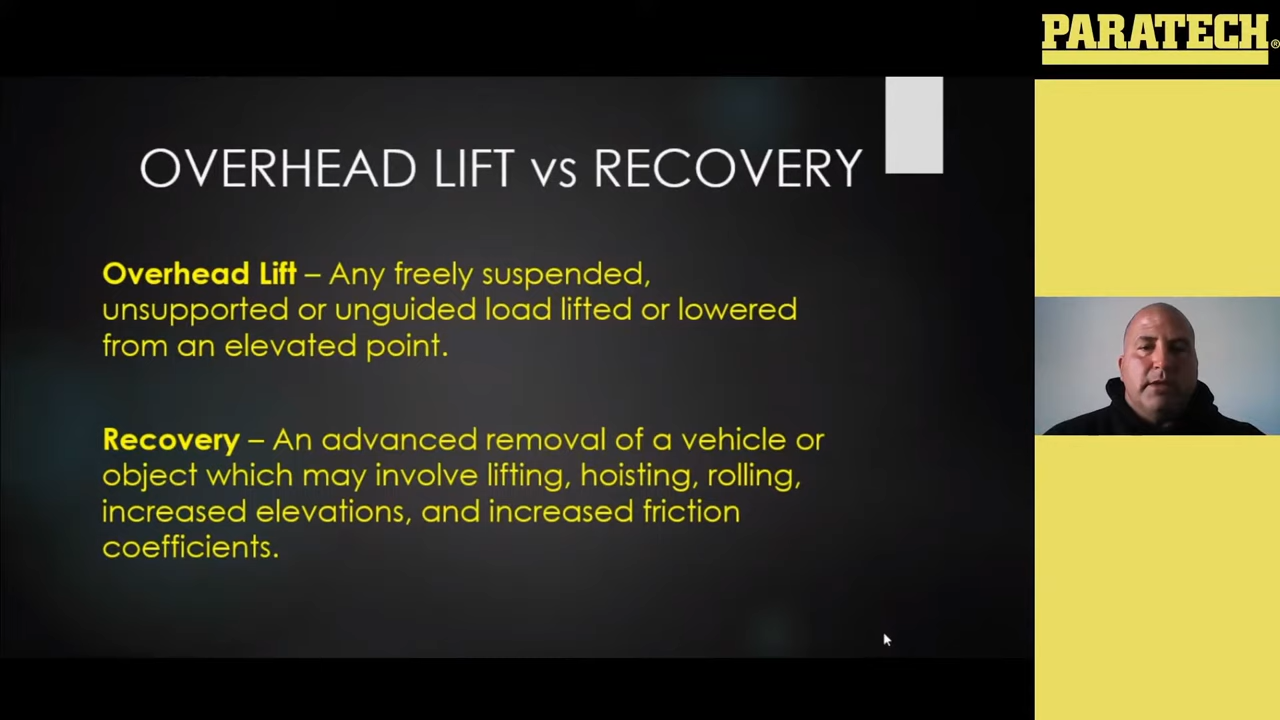 PARATECH®
OVERHEAD LIFT vs RECOVERY
Overhead Lift – Any freely suspended,
unsupported or unguided load lifted or lowered
from an elevated point.
Recovery – An advanced removal of a vehicle or
object which may involve lifting, hoisting, rolling,
increased elevations, and increased friction
coefficients.